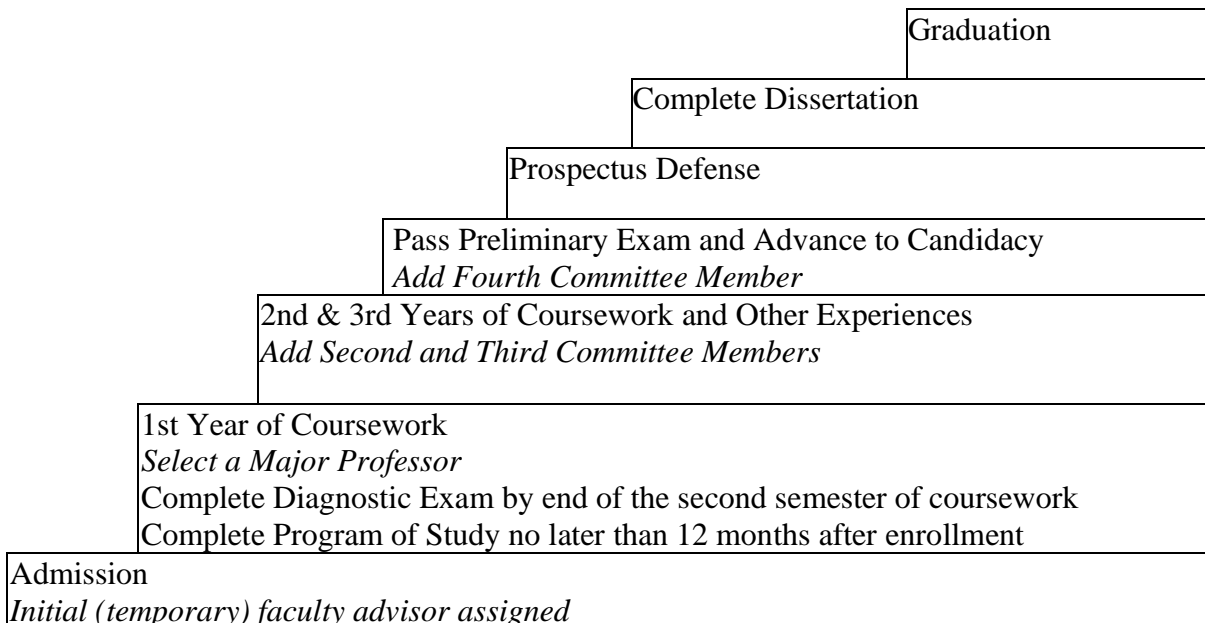 Graduation
Complete Dissertation
Prospectus Defense
Pass Preliminary Exam and Advance to Candidacy
Add Fourth Committee Member
2nd & 3rd Years of Coursework and Other Experiences
Add Second and Third Committee Members
1st Year of Coursework
Select a Major Professor
Complete Diagnostic Exam by end of the second semester of coursework
Complete Program of Study no later than 12 months after enrollment
Admission
Initial (temporary) faculty advisor assigned